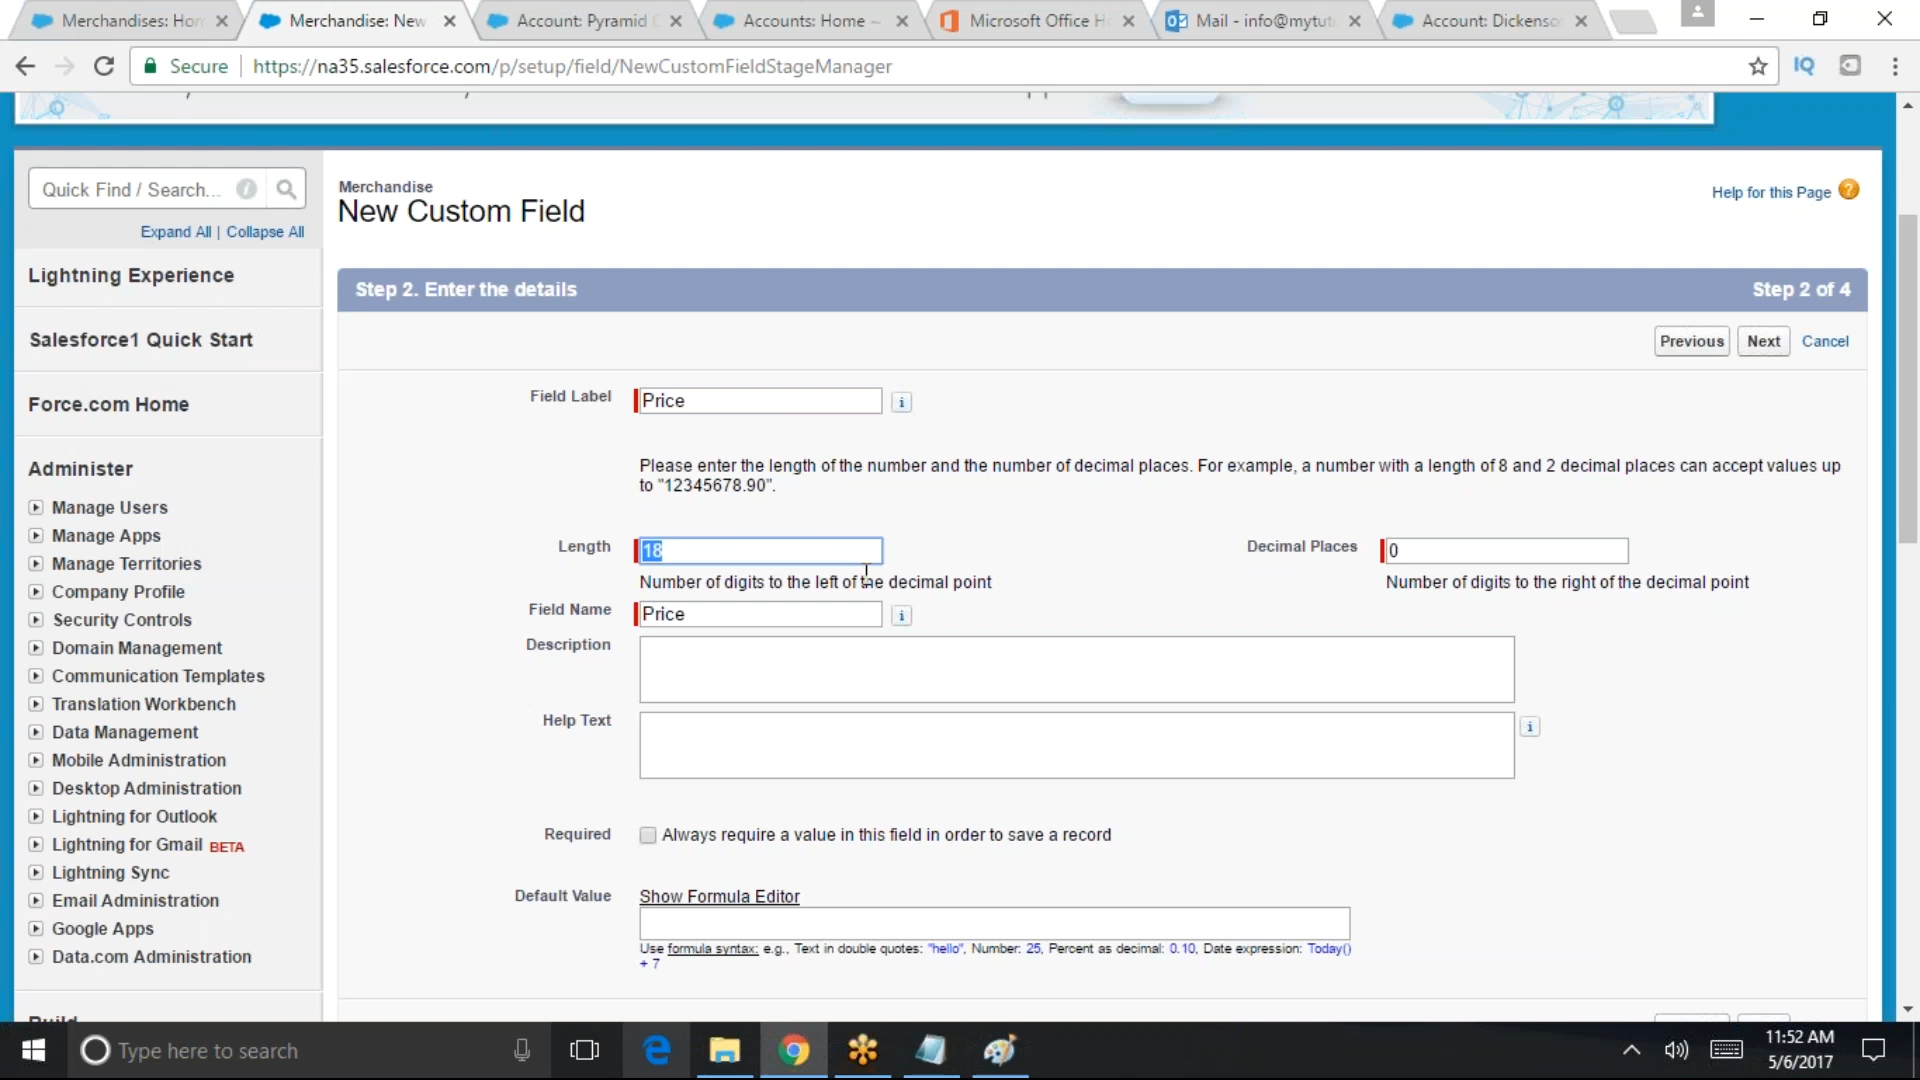 Merchandises: Hom
Merchandise: New
Account: Pyramid C
Accounts: Home ~
Microsoft Office H
Mail - info@mytut
Account: Dickenso
Secure
https://na35.salesforce.com/p/setup/field/NewCustomFieldStageManager
IQ
Quick Find / Search...
Expand All | Collapse All
Lightning Experience
Salesforce1 Quick Start
Force.com Home
Administer
Manage Users
Manage Apps
Manage Territories
Company Profile
Security Controls
Domain Management
Communication Templates
Translation Workbench
Data Management
Mobile Administration
Desktop Administration
Lightning for Outlook
Lightning for Gmail BETA
Lightning Sync
Email Administration
Google Apps
Data.com Administration
Build
Merchandise
New Custom Field
Help for this Page ?
Step 2. Enter the details
Step 2 of 4
Previous Next Cancel
Field Label Price i
Please enter the length of the number and the number of decimal places. For example, a number with a length of 8 and 2 decimal places can accept values up
to "12345678.90".
Length 18
Number of digits to the left of the decimal point
Decimal Places 0
Number of digits to the right of the decimal point
Field Name Price i
Description
Help Text i
Required Always require a value in this field in order to save a record
Default Value Show Formula Editor
Use formula syntax: e.g., Text in double quotes: "hello", Number: 25, Percent as decimal: 0.10, Date expression: Today()
+ 7
Type here to search
11:52 AM
5/6/2017